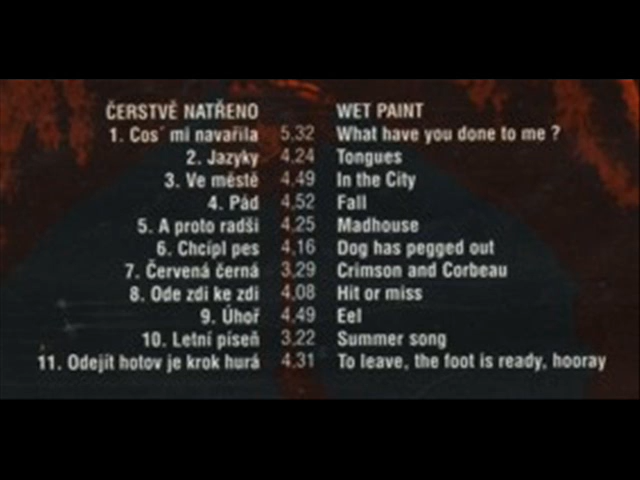 ČERSTVĚ NATŘENO WET PAINT
1. Cos´ mi navařila 5,32 What have you done to me ?
2. Jazyky 4,24 Tongues
3. Ve městě 4,49 In the City
4. Pád 4,52 Fall
5. A proto radši 4,25 Madhouse
6. Chcípl pes 4,16 Dog has pegged out
7. Červená černá 3,29 Crimson and Corbeau
8. Ode zdi ke zdi 4,08 Hit or miss
9. Úhoř 4,49 Eel
10. Letní píseň 3,22 Summer song
11. Odejít hotov je krok hurá 4,31 To leave, the foot is ready, hooray